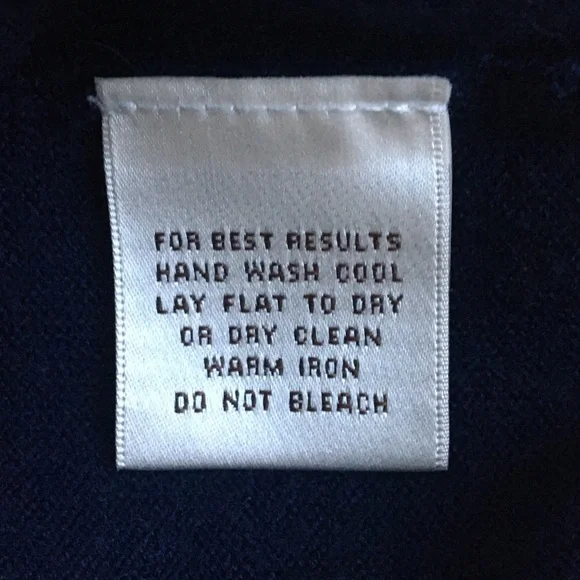 FOR BEST RESULTS
HAND WASH COOL
LAY FLAT TO DRY
OR DRY CLEAN
WARM IRON
DO NOT BLEACH